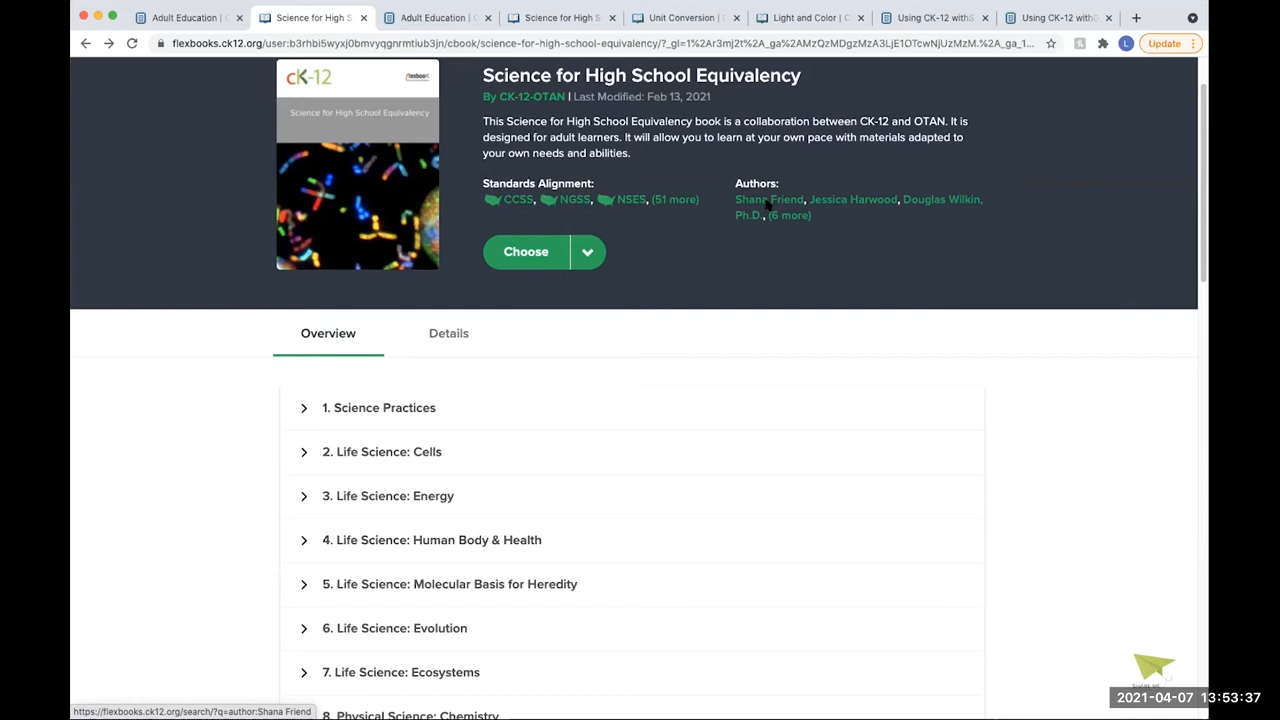 Adult Education | C
Science for High S
Adult Education | C
Science for High S
Unit Conversion | 
Light and Color | C
Using CK-12 withS
Using CK-12 withG
flexbooks.ck12.org/user:b3rhbi5wyxj0bmvyqgnrmtiub3jn/cbook/science-for-high-school-equivalency/?_gl=1%2Ar3mj2t%2A_ga%2AMzQzMDgzMzA3LjE1OTcwNjUzMzM.%2A_ga_1...
L
Update
cK-12
flexbook
Science for High School Equivalency
Science for High School Equivalency
By CK-12-OTAN | Last Modified: Feb 13, 2021
This Science for High School Equivalency book is a collaboration between CK-12 and OTAN. It is
designed for adult learners. It will allow you to learn at your own pace with materials adapted to
your own needs and abilities.
Standards Alignment:
CCSS, NGSS, NSES, (51 more)
Authors:
Shana Friend, Jessica Harwood, Douglas Wilkin,
Ph.D., (6 more)
Choose
Overview
Details
1. Science Practices
2. Life Science: Cells
3. Life Science: Energy
4. Life Science: Human Body & Health
5. Life Science: Molecular Basis for Heredity
6. Life Science: Evolution
7. Life Science: Ecosystems
8. Physical Science: Chemistry
https://flexbooks.ck12.org/search/?q=author:Shana Friend
2021-04-07 13:53:37